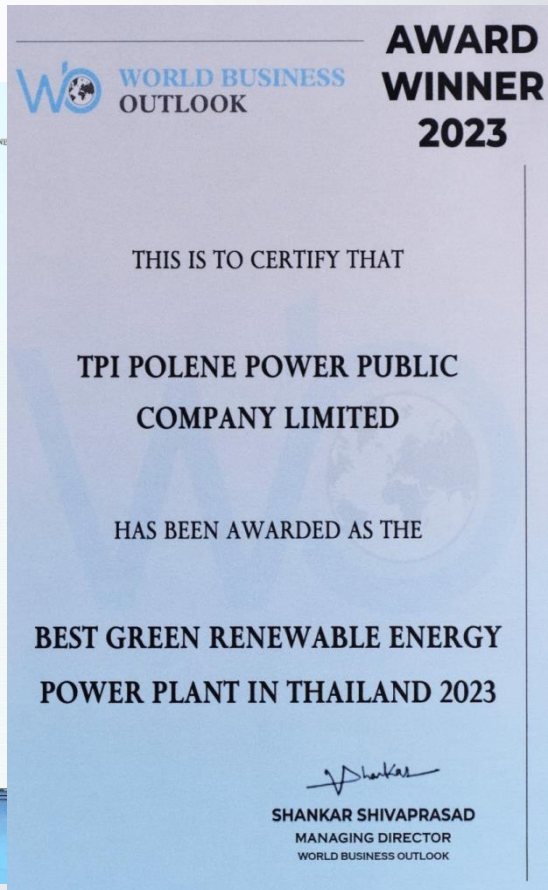 WORLD BUSINESS
OUTLOOK
AWARD
WINNER
2023
THIS IS TO CERTIFY THAT
TPI POLENE POWER PUBLIC
COMPANY LIMITED
HAS BEEN AWARDED AS THE
BEST GREEN RENEWABLE ENERGY
POWER PLANT IN THAILAND 2023
Shankar
SHANKAR SHIVAPRASAD
MANAGING DIRECTOR
WORLD BUSINESS OUTLOOK